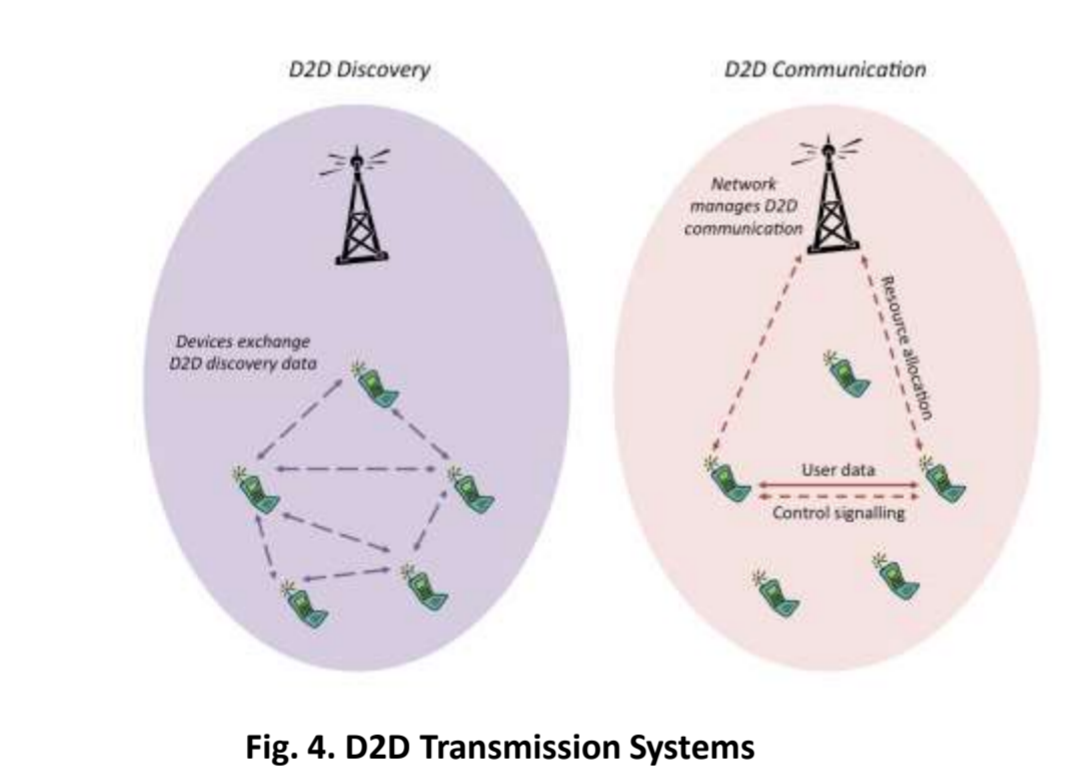 D2D Discovery
D2D Communication
Network
manages D2D
communication
Resource allocation
Devices exchange
D2D discovery data
User data
Control signalling
Fig. 4. D2D Transmission Systems